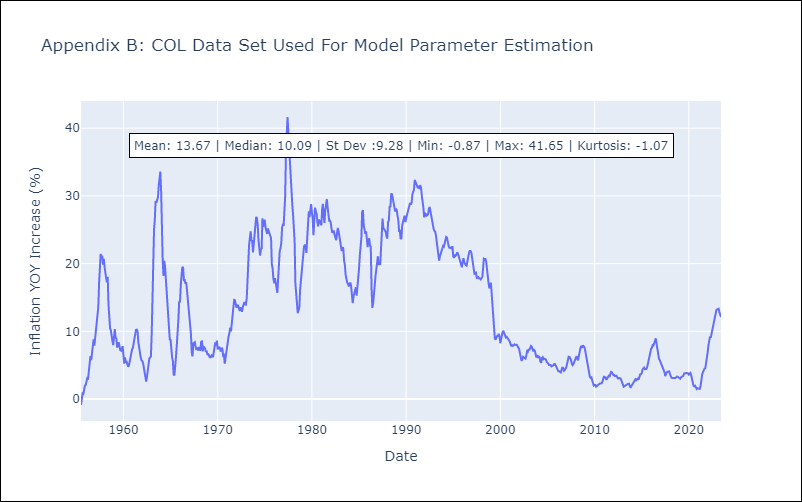 Appendix B: COL Data Set Used For Model Parameter Estimation
Mean: 13.67 | Median: 10.09 | St Dev :9.28 | Min: -0.87 | Max: 41.65 | Kurtosis: -1.07
Inflation YOY Increase (%)
40
30
20
10
0
1960 1970 1980 1990 2000 2010 2020
Date